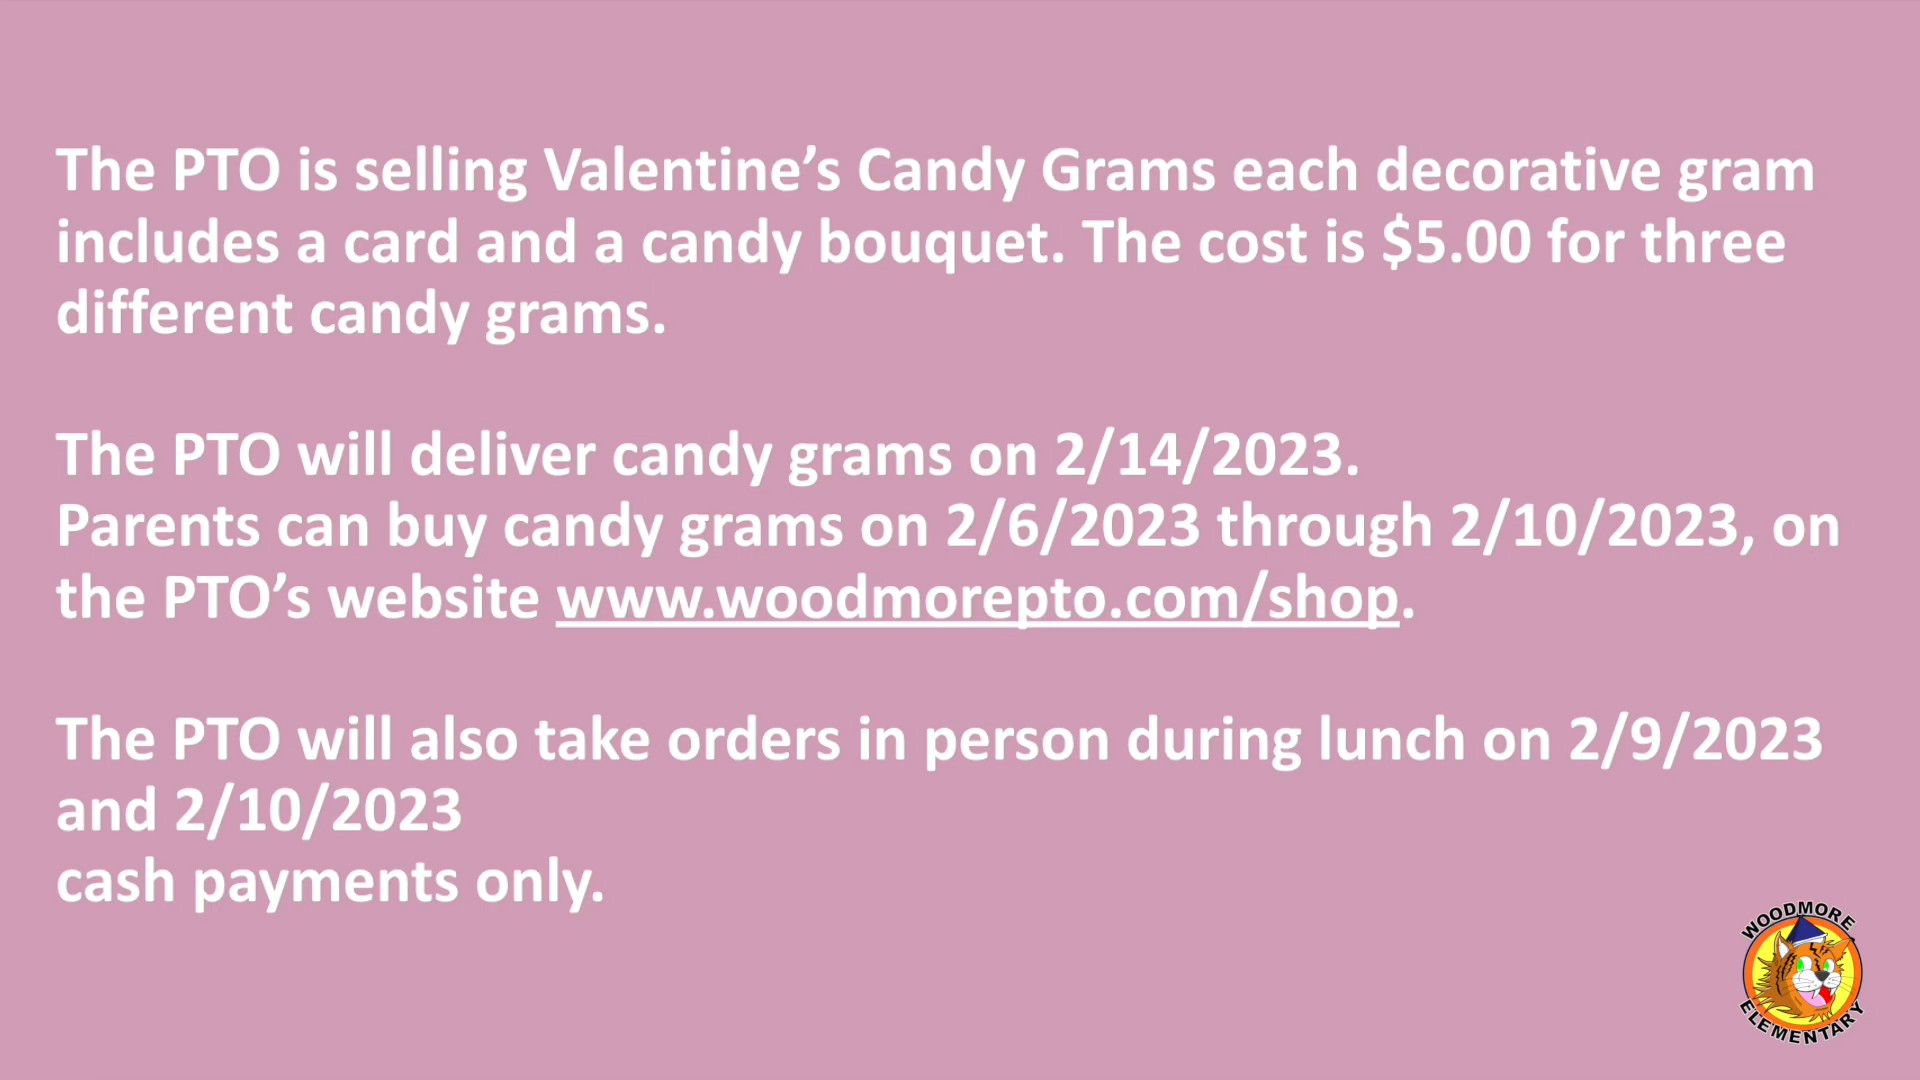 The PTO is selling Valentine’s Candy Grams each decorative gram
includes a card and a candy bouquet. The cost is $5.00 for three
different candy grams.
The PTO will deliver candy grams on 2/14/2023.
Parents can buy candy grams on 2/6/2023 through 2/10/2023, on
the PTO’s website www.woodmorepto.com/shop.
The PTO will also take orders in person during lunch on 2/9/2023
and 2/10/2023
cash payments only.
WOODMORE
ELEMENTARY